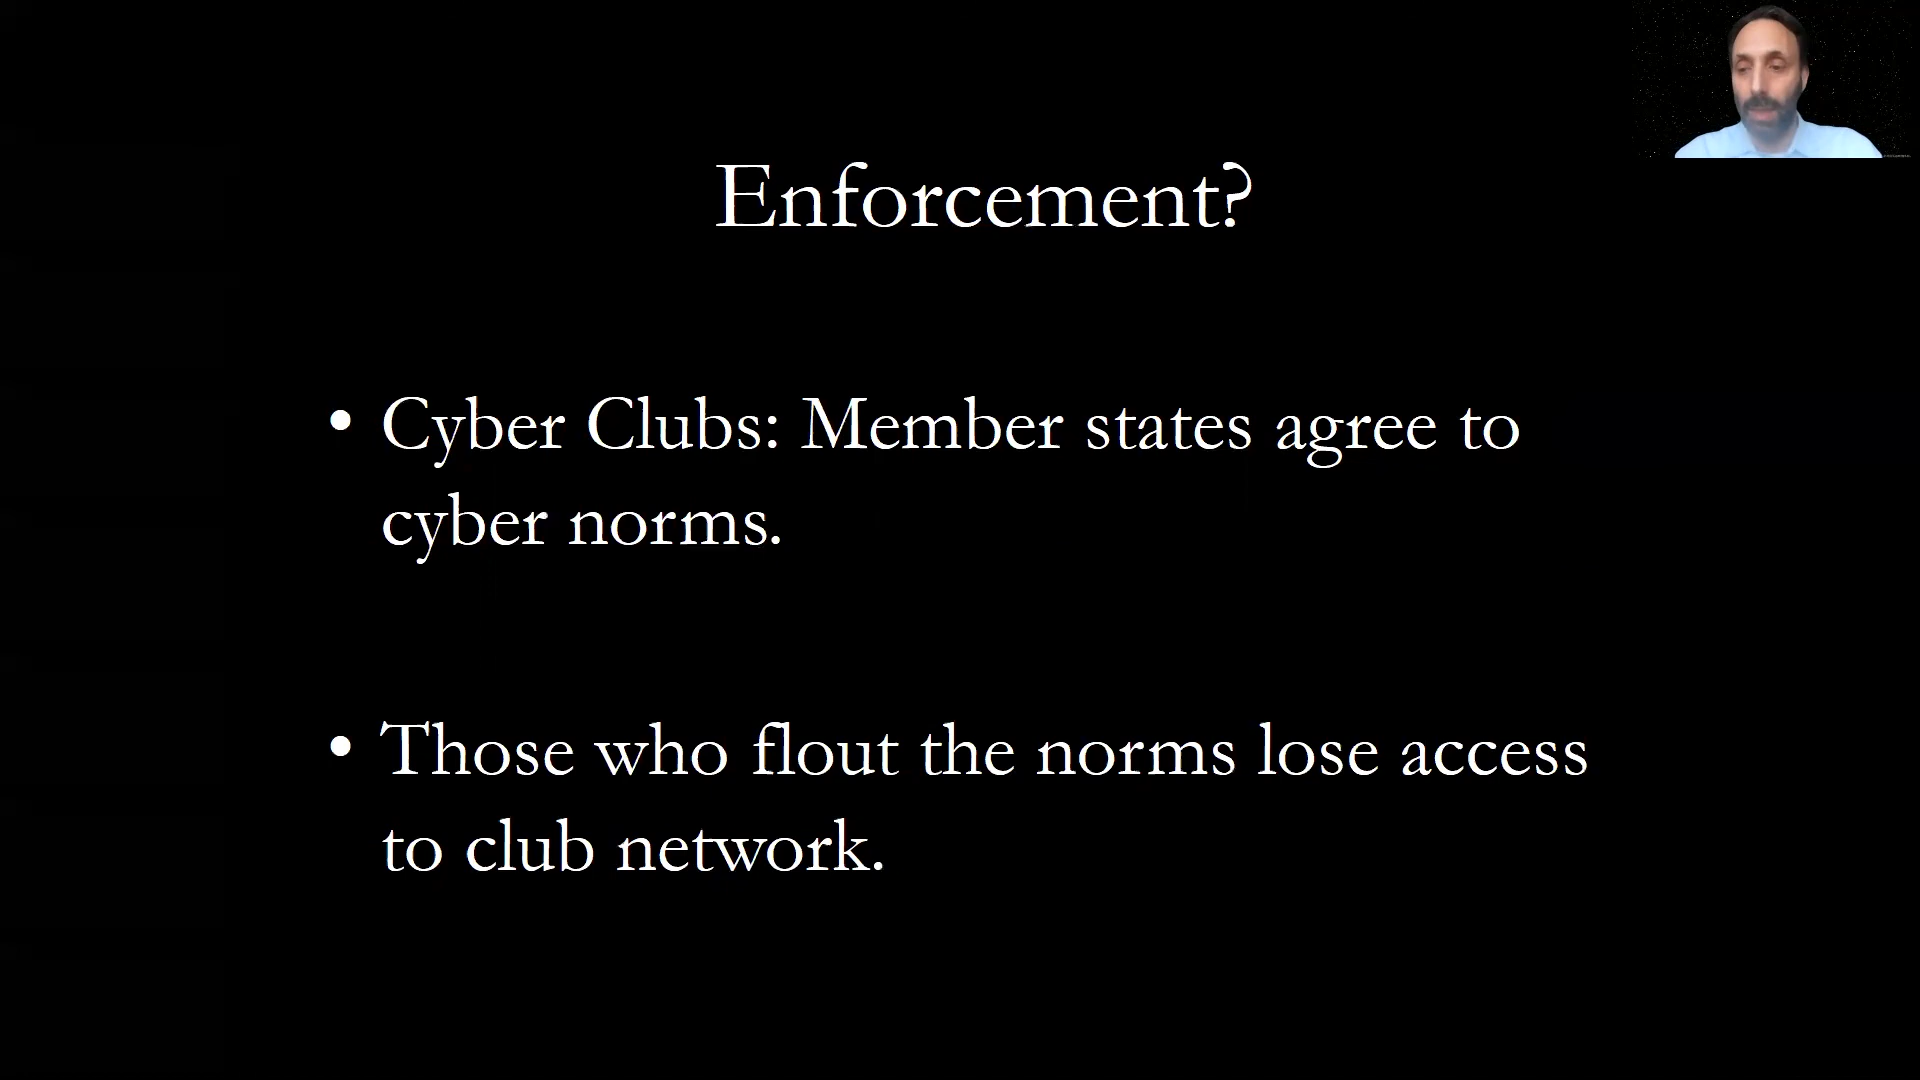 Enforcement?
• Cyber Clubs: Member states agree to
cyber norms.
• Those who flout the norms lose access
to club network.